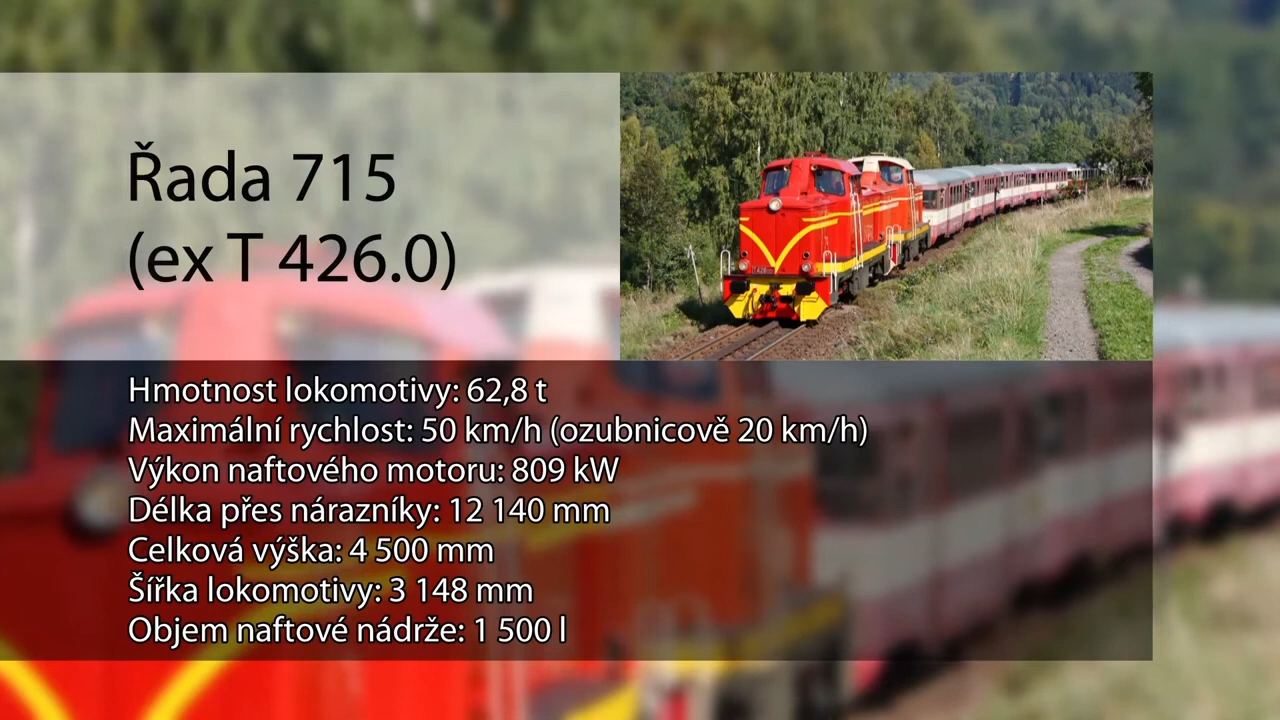 Řada 715
(ex T 426.0)
Hmotnost lokomotivy: 62,8 t
Maximální rychlost: 50 km/h (ozubnicově 20 km/h)
Výkon naftového motoru: 809 kW
Délka přes nárazníky: 12 140 mm
Celková výška: 4 500 mm
Šířka lokomotivy: 3 148 mm
Objem naftové nádrže: 1 500 l